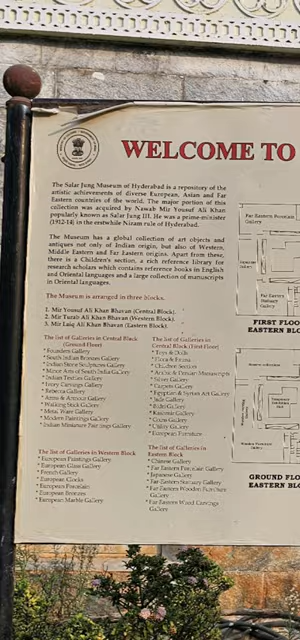 WELCOME TO
The Salar Jung Museum of Hyderabad is a repository of the
artistic achievements of diverse European, Asian and Far
Eastern countries of the world. The major portion of this
collection was acquired by Nawab Mir Yousuf Ali Khan
popularly known as Salar Jung III. He was a prime-minister
(1912-14) in the erstwhile Nizam rule of Hyderabad.
The Museum has a global collection of art objects and
antiques not only of Indian origin, but also of Western,
Middle Eastern and Far Eastern origins. Apart from these,
there is a Children's section, a rich reference library for
research scholars which contains reference books in English
and Oriental languages and a large collection of manuscripts
in Oriental languages.
The Museum is arranged in three blocks.
1. Mir Yousuf Ali Khan Bhavan (Central Block).
2. Mir Turab Ali Khan Bhavan (Western Block).
3. Mir Laiq Ali Khan Bhavan (Eastern Block).
The list of Galleries in Central Block
(Ground Floor)
* Founders Gallery
* South Indian Bronzes Gallery
* Indian Stone Sculptures Gallery
* Minor Arts of South India Gallery
* Indian Textiles Gallery
* Ivory Carvings Gallery
* Rebecca Gallery
* Arms & Armour Gallery
* Walking Stick Gallery
* Metal Ware Gallery
* Modern Paintings Gallery
* Indian Miniature Paintings Gallery
The list of Galleries in
Central Block (First Floor)
* Toys & Dolls
* Flora & Fauna
* Children Section
* Arabic & Persian Manuscripts
* Silver Gallery
* Carpets Gallery
* Egyptian & Syrian Art Gallery
* Jade Gallery
* Bidri Gallery
* Kashmir Gallery
* Coins Gallery
* Utility Gallery
* European Furniture
The list of Galleries in Western Block
* European Paintings Gallery
* European Glass Gallery
* French Gallery
* European Clocks
* European Porcelain
* European Bronzes
* European Marble Gallery
The list of Galleries in
Eastern Block
* Chinese Gallery
* Far Eastern Porcelain Gallery
* Japanese Gallery
* Far-Eastern Statuary Gallery
* Far Eastern Wooden Furniture
Gallery
* Far Eastern Wood Carvings
Gallery
Far Eastern Porcelain
Far Eastern
Statuary Gallery
FIRST FLOO
EASTERN BLO
GROUND FLO
EASTERN BLO